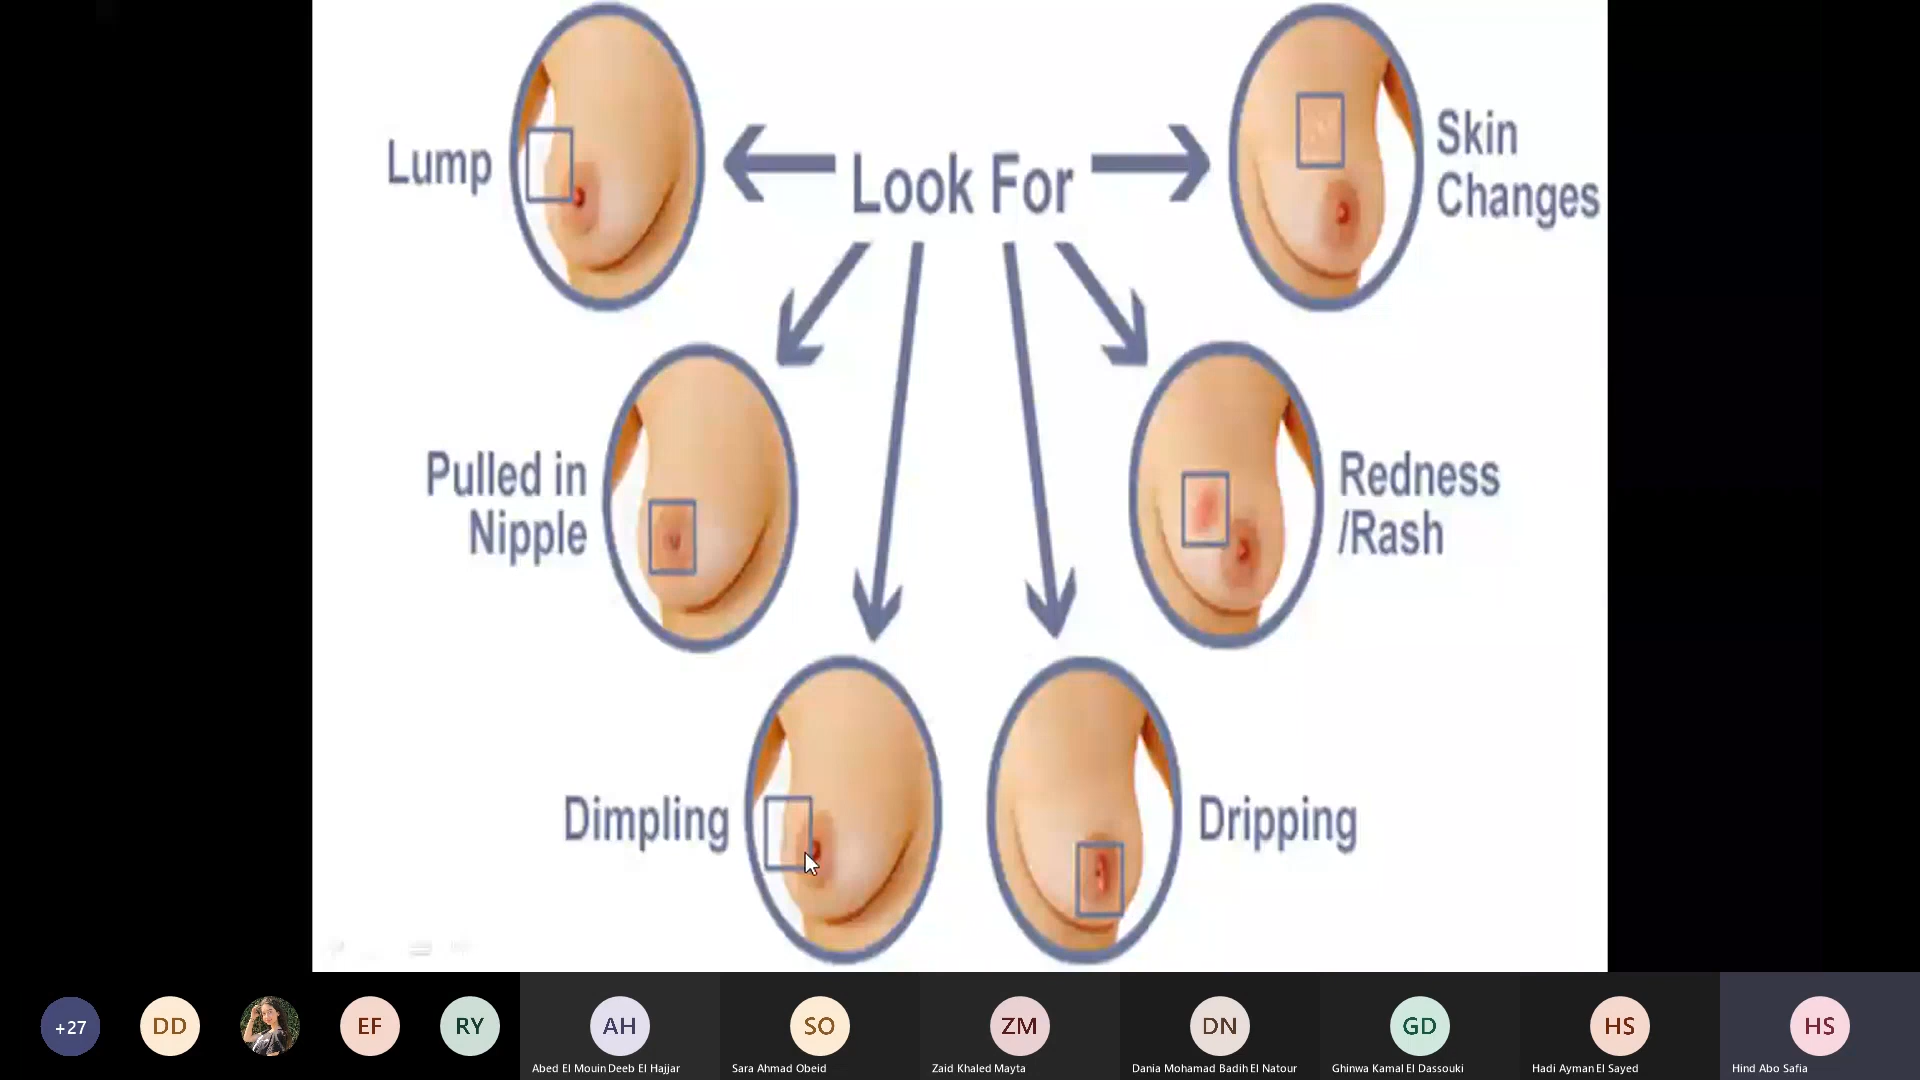 Look For
Lump
Skin
Changes
Pulled in
Nipple
Redness
/Rash
Dimpling
Dripping
+27
DD
EF
RY
AH
SO
ZM
DN
GD
HS
HS
Abed El Mouin Deeb El Hajjar
Sara Ahmad Obeid
Zaid Khaled Mayta
Dania Mohamad Badih El Natour
Ghinwa Kamal El Dassouki
Hadi Ayman El Sayed
Hind Abo Safia